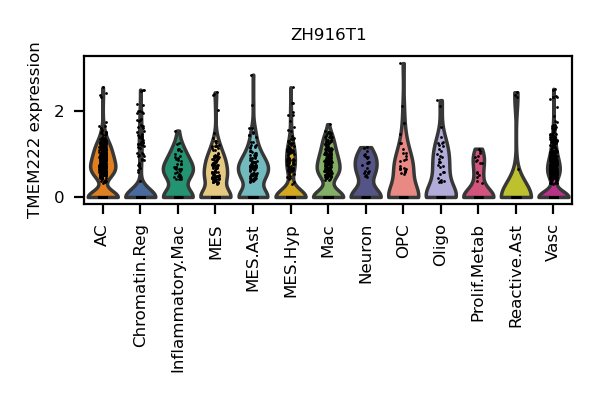 ZH916T1
TMEM222 expression
2
0
AC
Chromatin.Reg
Inflammatory.Mac
MES
MES.Ast
MES.Hyp
Mac
Neuron
OPC
Oligo
Prolif.Metab
Reactive.Ast
Vasc